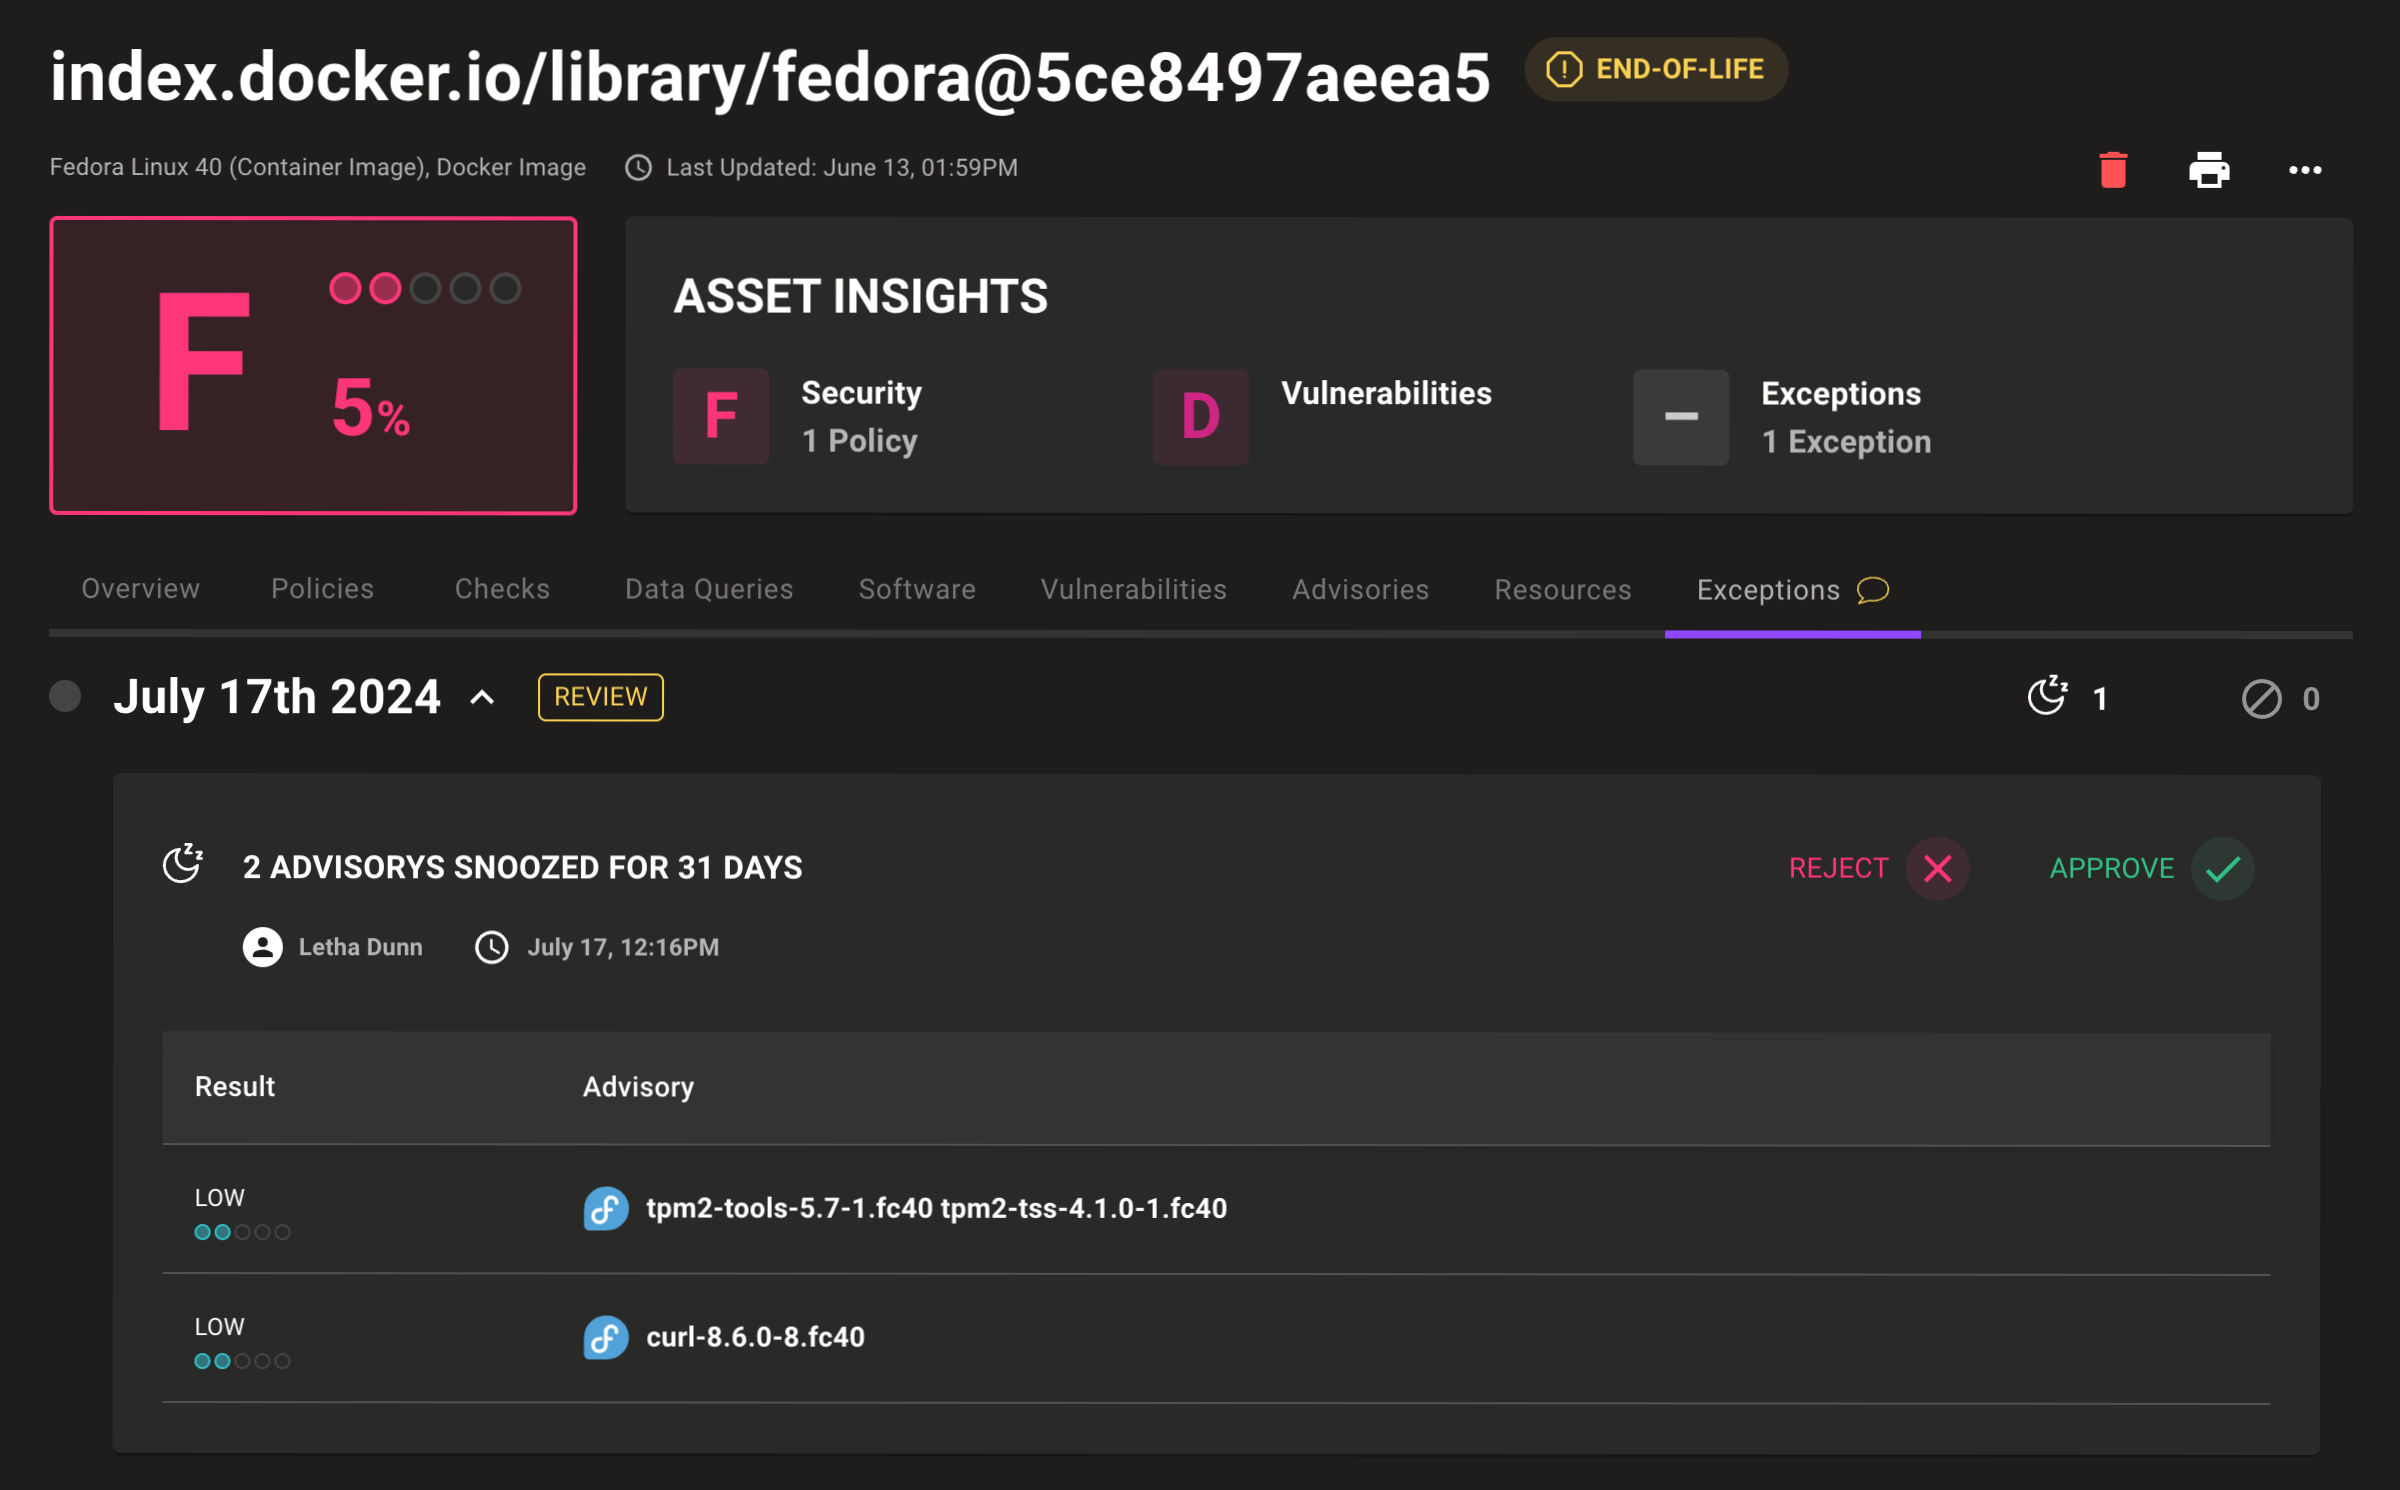 index.docker.io/library/fedora@5ce8497aeea5 END-OF-LIFE
Fedora Linux 40 (Container Image), Docker Image Last Updated: June 13, 01:59PM
F 5%
ASSET INSIGHTS
F Security D Vulnerabilities Exceptions
1 Policy 1 Exception
Overview Policies Checks Data Queries Software Vulnerabilities Advisories Resources Exceptions
July 17th 2024 REVIEW 1 0
2 ADVISORYS SNOOZED FOR 31 DAYS REJECT APPROVE
Letha Dunn July 17, 12:16PM
Result Advisory
LOW tpm2-tools-5.7-1.fc40 tpm2-tss-4.1.0-1.fc40
LOW curl-8.6.0-8.fc40